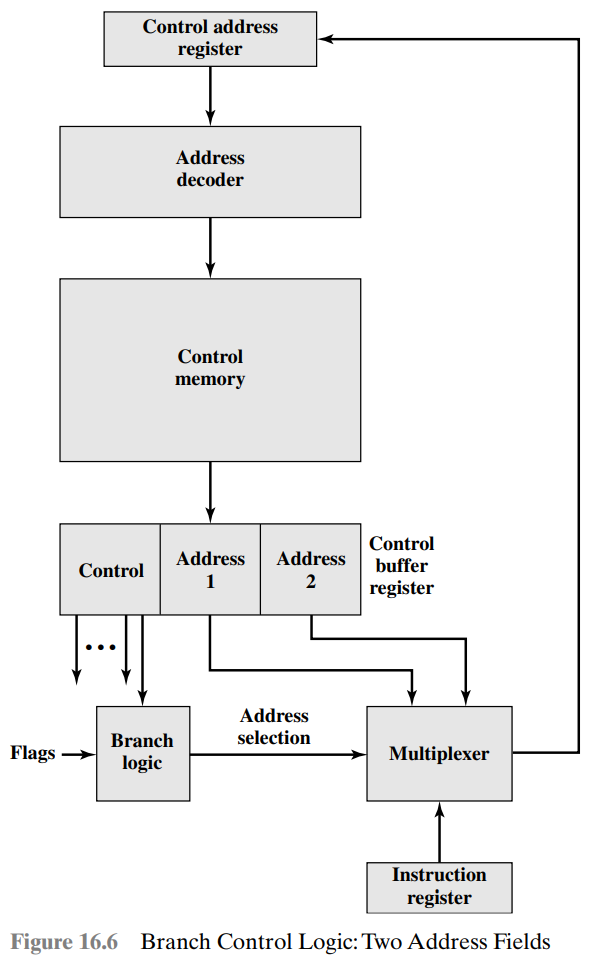 Control address
register
Address
decoder
Control
memory
Control
Address
1
Address
2
Control
buffer
register
•••
Flags
Branch
logic
Address
selection
Multiplexer
Instruction
register
Figure 16.6 Branch Control Logic: Two Address Fields